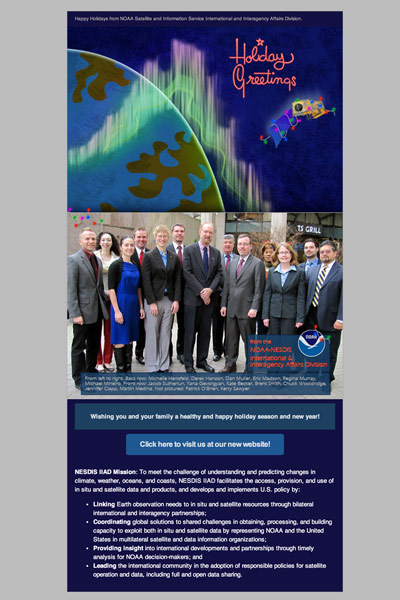 Happy Holidays from NOAA Satellite and Information Service International and Interagency Affairs Division.
Holiday
Greetings
TS GRILL
NOAA
from the
NOAA-NESDIS
International &
Interagency Affairs Division
From left to right, Back row: Michelle Hertzfeld, Derek Hanson, Dan Muller, Eric Madsen, Regina Murray,
Michael Front row: Jacob Sutherlun, Yana Gevorgyan, Kate Becker, Brent Smith, Chuck Wooldridge,
Jennifer Clapp, Martin Medina. Not pictured: Patrick O'Brien, Kerry Sawyer.
Wishing you and your family a healthy and happy holiday season and new year!
Click here to visit us at our new website!
NESDIS IIAD Mission: To meet the challenge of understanding and predicting changes in
climate, weather, oceans, and coasts, NESDIS IIAD facilitates the access, provision, and use of
in situ and satellite data and products, and develops and implements U.S. policy by:
• Linking Earth observation needs to in situ and satellite resources through bilateral
international and interagency partnerships;
• Coordinating global solutions to shared challenges in obtaining, processing, and building
capacity to exploit both in situ and satellite data by representing NOAA and the United
States in multilateral satellite and data information organizations;
• Providing insight into international developments and partnerships through timely
analysis for NOAA decision-makers; and
• Leading the international community in the adoption of responsible policies for satellite
operation and data, including full and open data sharing.